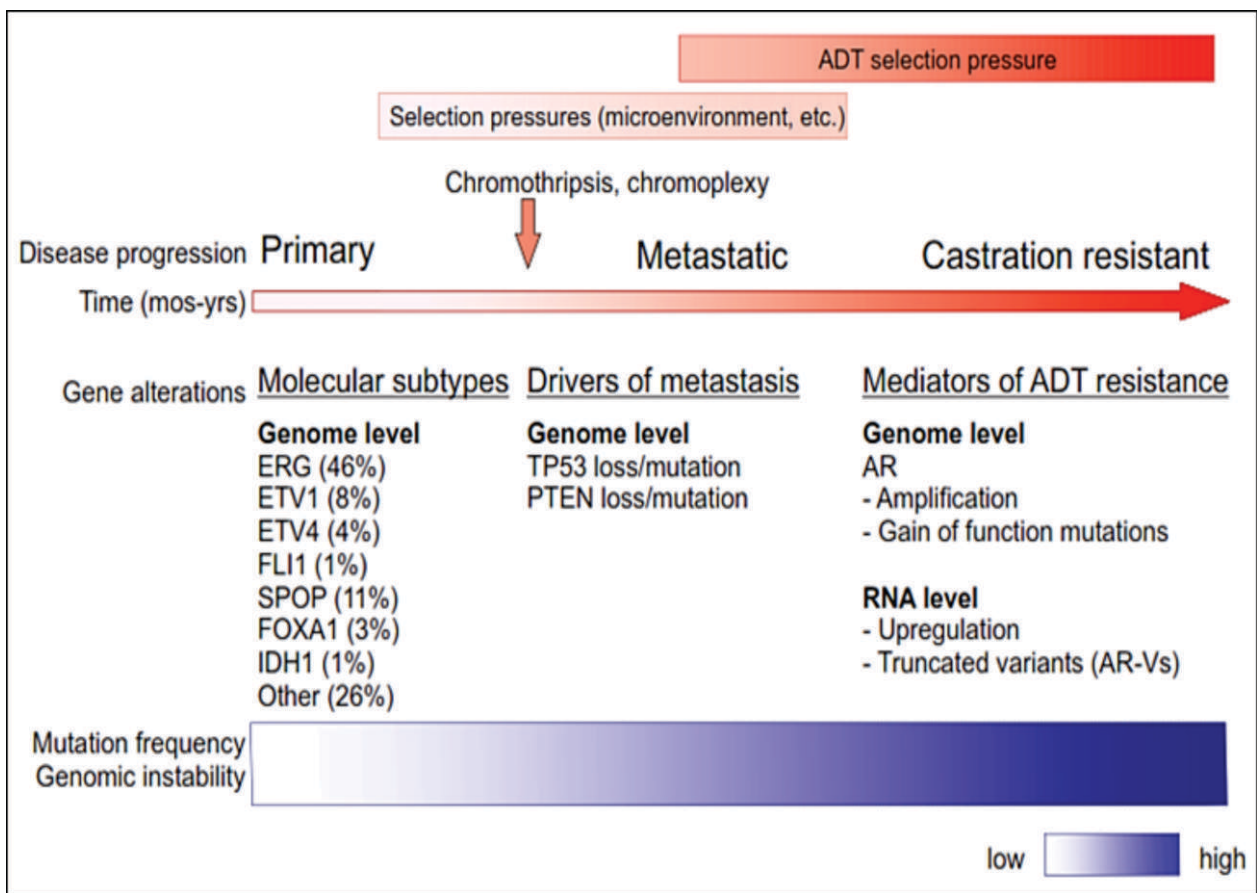 ADT selection pressure
Selection pressures (microenvironment, etc.)
Chromothripsis, chromoplexy
Disease progression Primary Metastatic Castration resistant
Time (mos-yrs)
Gene alterations Molecular subtypes Drivers of metastasis Mediators of ADT resistance
Genome level Genome level Genome level
ERG (46%) TP53 loss/mutation AR
ETV1 (8%) PTEN loss/mutation - Amplification
ETV4 (4%) - Gain of function mutations
FLI1 (1%)
SPOP (11%) RNA level
FOXA1 (3%) - Upregulation
IDH1 (1%) - Truncated variants (AR-Vs)
Other (26%)
Mutation frequency
Genomic instability
low high